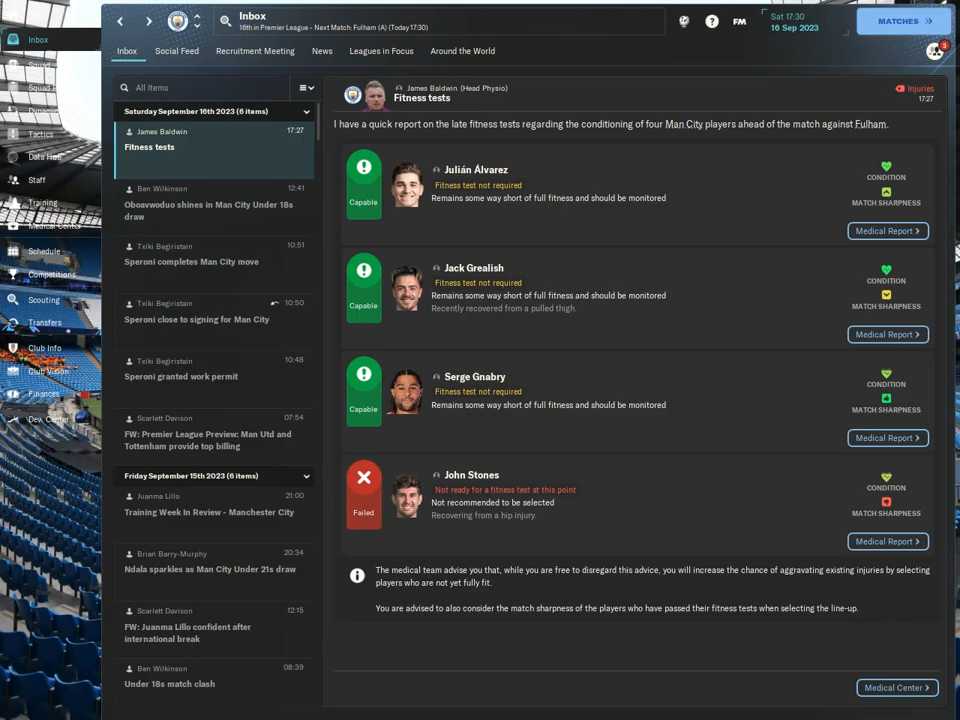 Inbox
16th in Premier League - Next Match: Fulham (A) (Today 17:30)
?
FM
Sat 17:30
16 Sep 2023
MATCHES
3
Inbox
Social Feed
Recruitment Meeting
News
Leagues in Focus
Around the World
Inbox
Squad
Squad P
Dynamics
Tactics
Data Hub
Staff
Training
Medical Center
Schedule
Competitions
Scouting
Transfers
Club Info
Club Vision
Finances
Dev. Center
All Items
Saturday September 16th 2023 (6 items)
James Baldwin 17:27
Fitness tests
Ben Wilkinson 12:41
Oboavwoduo shines in Man City Under 18s
draw
Txiki Begiristain 10:51
Speroni completes Man City move
Txiki Begiristain 10:50
Speroni close to signing for Man City
Txiki Begiristain 10:48
Speroni granted work permit
Scarlett Davison 07:54
FW: Premier League Preview: Man Utd and
Tottenham provide top billing
Friday September 15th 2023 (6 items)
Juanma Lillo 21:00
Training Week In Review - Manchester City
Brian Barry-Murphy 20:34
Ndala sparkles as Man City Under 21s draw
Scarlett Davison 12:15
FW: Juanma Lillo confident after
international break
Ben Wilkinson 08:39
Under 18s match clash
James Baldwin (Head Physio)
Fitness tests
Injuries
17:27
I have a quick report on the late fitness tests regarding the conditioning of four Man City players ahead of the match against Fulham.
Capable
Julián Álvarez
Fitness test not required
Remains some way short of full fitness and should be monitored
CONDITION
MATCH SHARPNESS
Medical Report
Capable
Jack Grealish
Fitness test not required
Remains some way short of full fitness and should be monitored
Recently recovered from a pulled thigh.
CONDITION
MATCH SHARPNESS
Medical Report
Capable
Serge Gnabry
Fitness test not required
Remains some way short of full fitness and should be monitored
CONDITION
MATCH SHARPNESS
Medical Report
Failed
John Stones
Not ready for a fitness test at this point
Not recommended to be selected
Recovering from a hip injury.
CONDITION
MATCH SHARPNESS
Medical Report
The medical team advise you that, while you are free to disregard this advice, you will increase the chance of aggravating existing injuries by selecting
players who are not yet fully fit.
You are advised to also consider the match sharpness of the players who have passed their fitness tests when selecting the line-up.
Medical Center